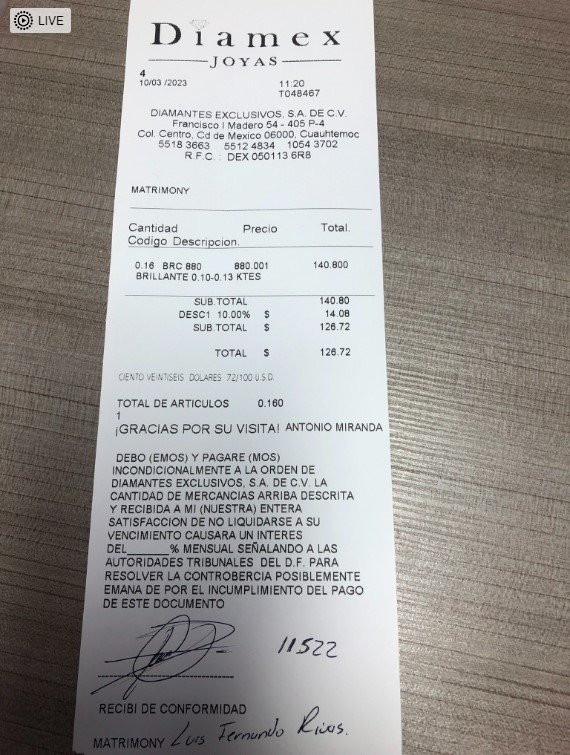 LIVE
Diamex
JOYAS
4
10/03 /2023 11:20
T048467
DIAMANTES EXCLUSIVOS, S.A. DE C.V.
Francisco I Madero 54 - 405 P-4
Col. Centro, Cd de Mexico 06000, Cuauhtemoc
5518 3663 5512 4834 1054 3702
R.F.C. : DEX 050113 6R8
MATRIMONY
Cantidad Precio Total.
Codigo Descripcion.
0.16 BRC 880 880.001 140.800
BRILLANTE 0.10-0.13 KTES
SUB.TOTAL 140.80
DESC1 10.00% $ 14.08
SUB.TOTAL $ 126.72
TOTAL $ 126.72
CIENTO VEINTISEIS DOLARES 72/100 U.S.D.
TOTAL DE ARTICULOS 0.160
1
¡GRACIAS POR SU VISITA! ANTONIO MIRANDA
DEBO (EMOS) Y PAGARE (MOS)
INCONDICIONALMENTE A LA ORDEN DE
DIAMANTES EXCLUSIVOS, S.A. DE C.V. LA
CANTIDAD DE MERCANCIAS ARRIBA DESCRITA
Y RECIBIDA A MI (NUESTRA) ENTERA
SATISFACCION DE NO LIQUIDARSE A SU
VENCIMIENTO CAUSARA UN INTERES
DEL______% MENSUAL SEÑALANDO A LAS
AUTORIDADES TRIBUNALES DEL D.F. PARA
RESOLVER LA CONTROBERCIA POSIBLEMENTE
EMANA DE POR EL INCUMPLIMIENTO DEL PAGO
DE ESTE DOCUMENTO
11522
RECIBI DE CONFORMIDAD
MATRIMONY Luis Fernando Rivas.